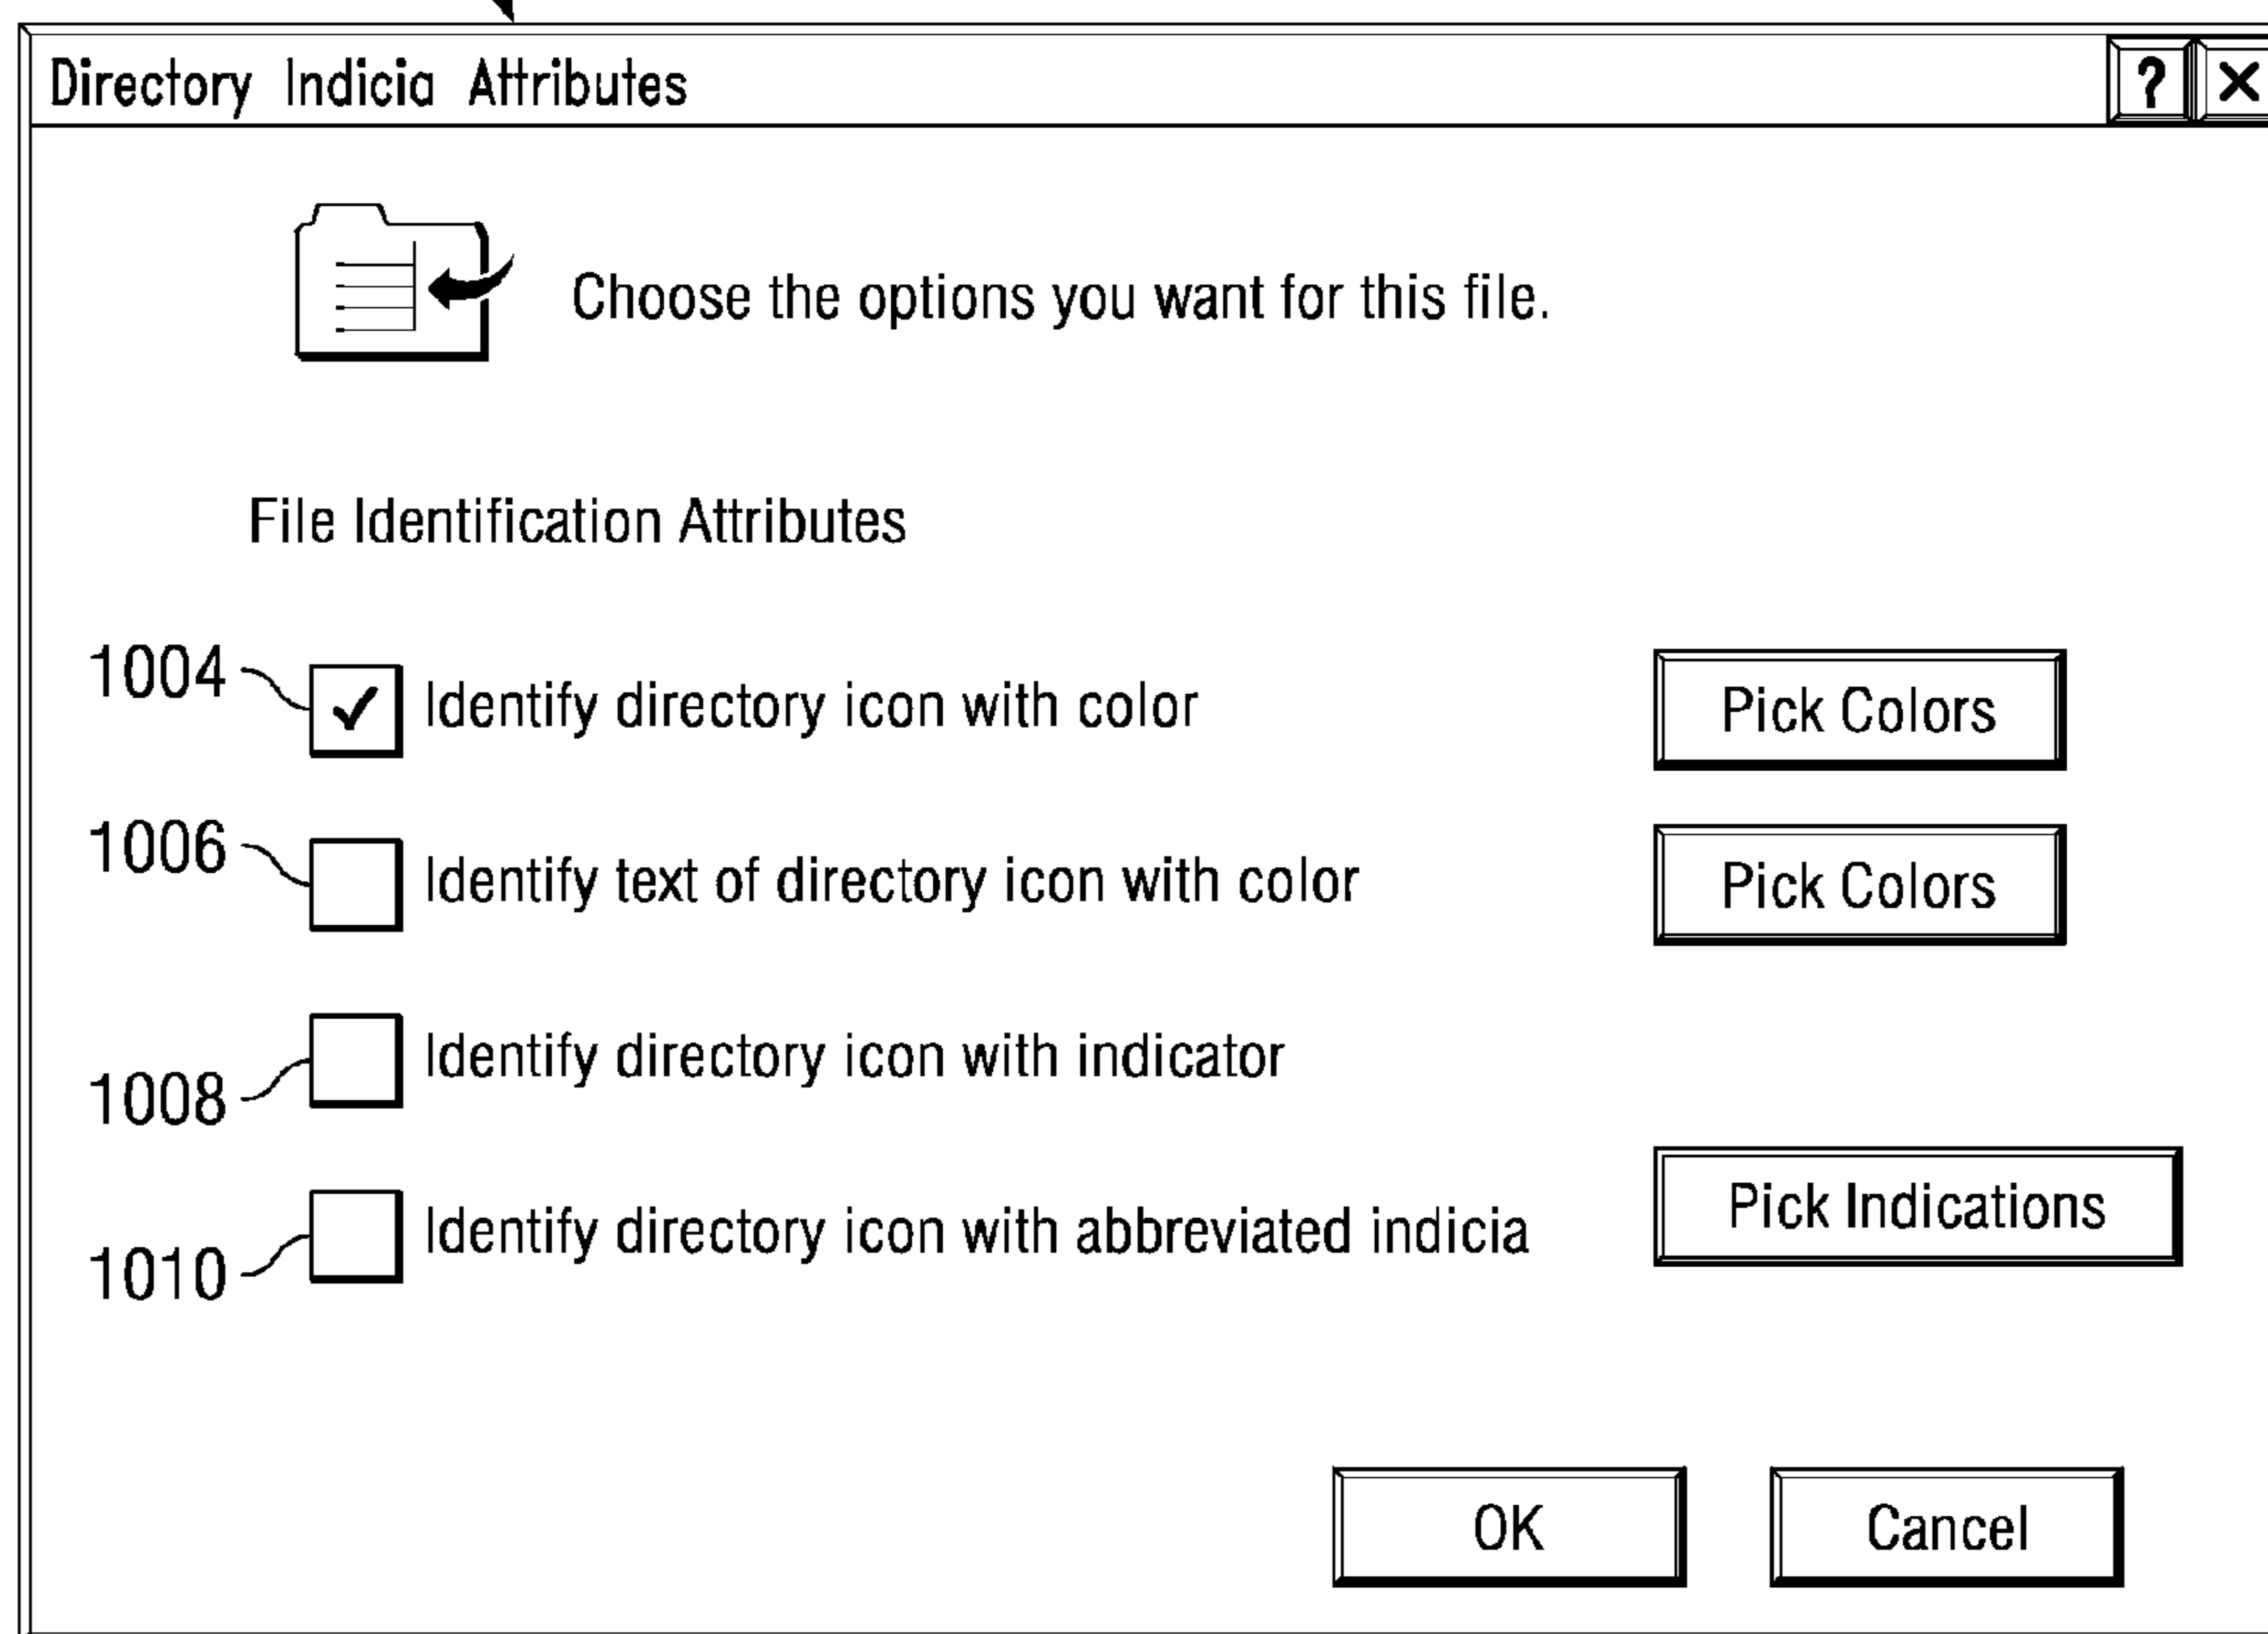 Directory Indicia Attributes ? ×
Choose the options you want for this file.
File Identification Attributes
1004 ✓ Identify directory icon with color Pick Colors
1006 Identify text of directory icon with color Pick Colors
1008 Identify directory icon with indicator
1010 Identify directory icon with abbreviated indicia Pick Indications
OK Cancel